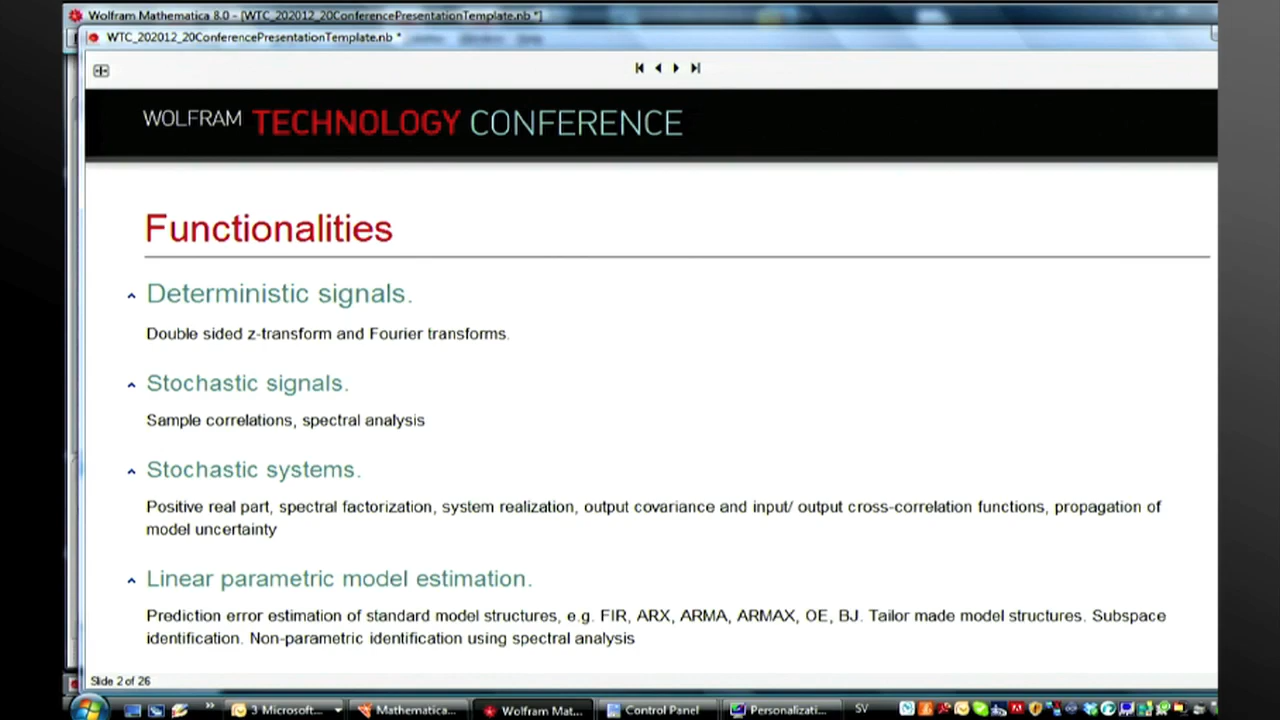 Wolfram Mathematica 8.0 - [WTC_202012_20ConferencePresentationTemplate.nb *]
WTC_202012_20ConferencePresentationTemplate.nb *
WOLFRAM TECHNOLOGY CONFERENCE
Functionalities
Deterministic signals.
Double sided z-transform and Fourier transforms.
Stochastic signals.
Sample correlations, spectral analysis
Stochastic systems.
Positive real part, spectral factorization, system realization, output covariance and input/ output cross-correlation functions, propagation of
model uncertainty
Linear parametric model estimation.
Prediction error estimation of standard model structures, e.g. FIR, ARX, ARMA, ARMAX, OE, BJ. Tailor made model structures. Subspace
identification. Non-parametric identification using spectral analysis
Slide 2 of 26
3 Microsoft... Mathematica... Wolfram Mat... Control Panel Personalizati... SV